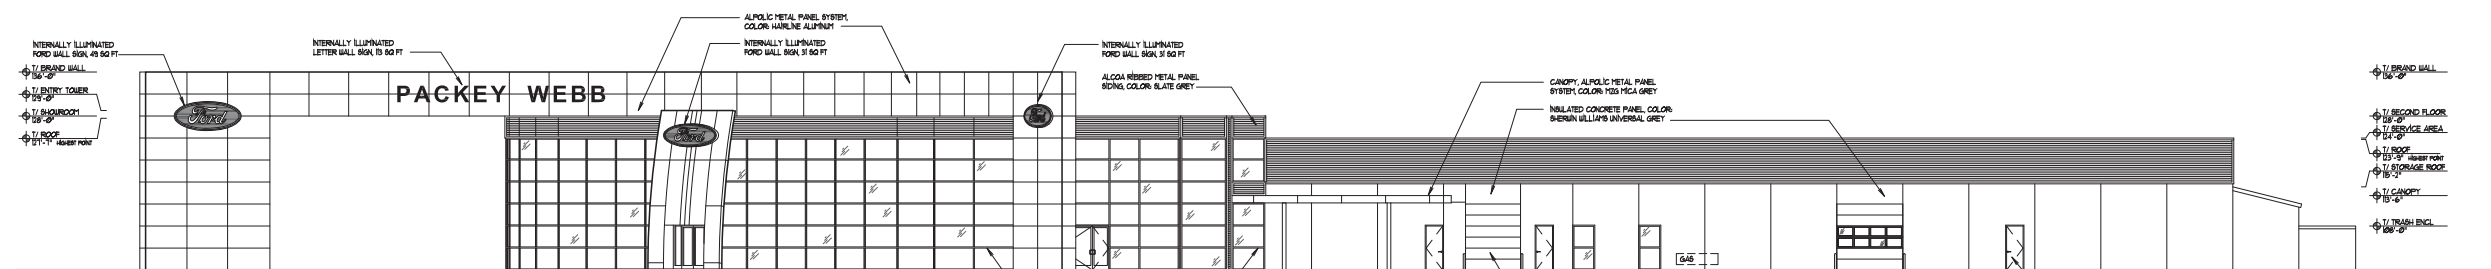 INTERNALLY ILLUMINATED
FORD WALL SIGN, 49 SQ FT
T/ BRAND WALL
136'-0"
T/ ENTRY TOWER
129'-0"
T/ SHOWROOM
128'-0"
T/ ROOF
121'-7" HIGHEST POINT
INTERNALLY ILLUMINATED
LETTER WALL SIGN, 113 SQ FT
Ford
PACKEY WEBB
ALPOLIC METAL PANEL SYSTEM,
COLOR: HAIRLINE ALUMINUM
INTERNALLY ILLUMINATED
FORD WALL SIGN, 31 SQ FT
Ford
INTERNALLY ILLUMINATED
FORD WALL SIGN, 31 SQ FT
ALCOA RIBBED METAL PANEL
SIDING, COLOR: SLATE GREY
Ford
CANOPY, ALPOLIC METAL PANEL
SYSTEM, COLOR: MZG MICA GREY
INSULATED CONCRETE PANEL, COLOR:
SHERWIN WILLIAMS UNIVERSAL GREY
GAS
T/ BRAND WALL
136'-0"
T/ SECOND FLOOR
128'-0"
T/ SERVICE AREA
124'-0"
T/ ROOF
123'-9" HIGHEST POINT
T/ STORAGE ROOF
115'-2"
T/ CANOPY
113'-6"
T/ TRASH ENCL
108'-0"